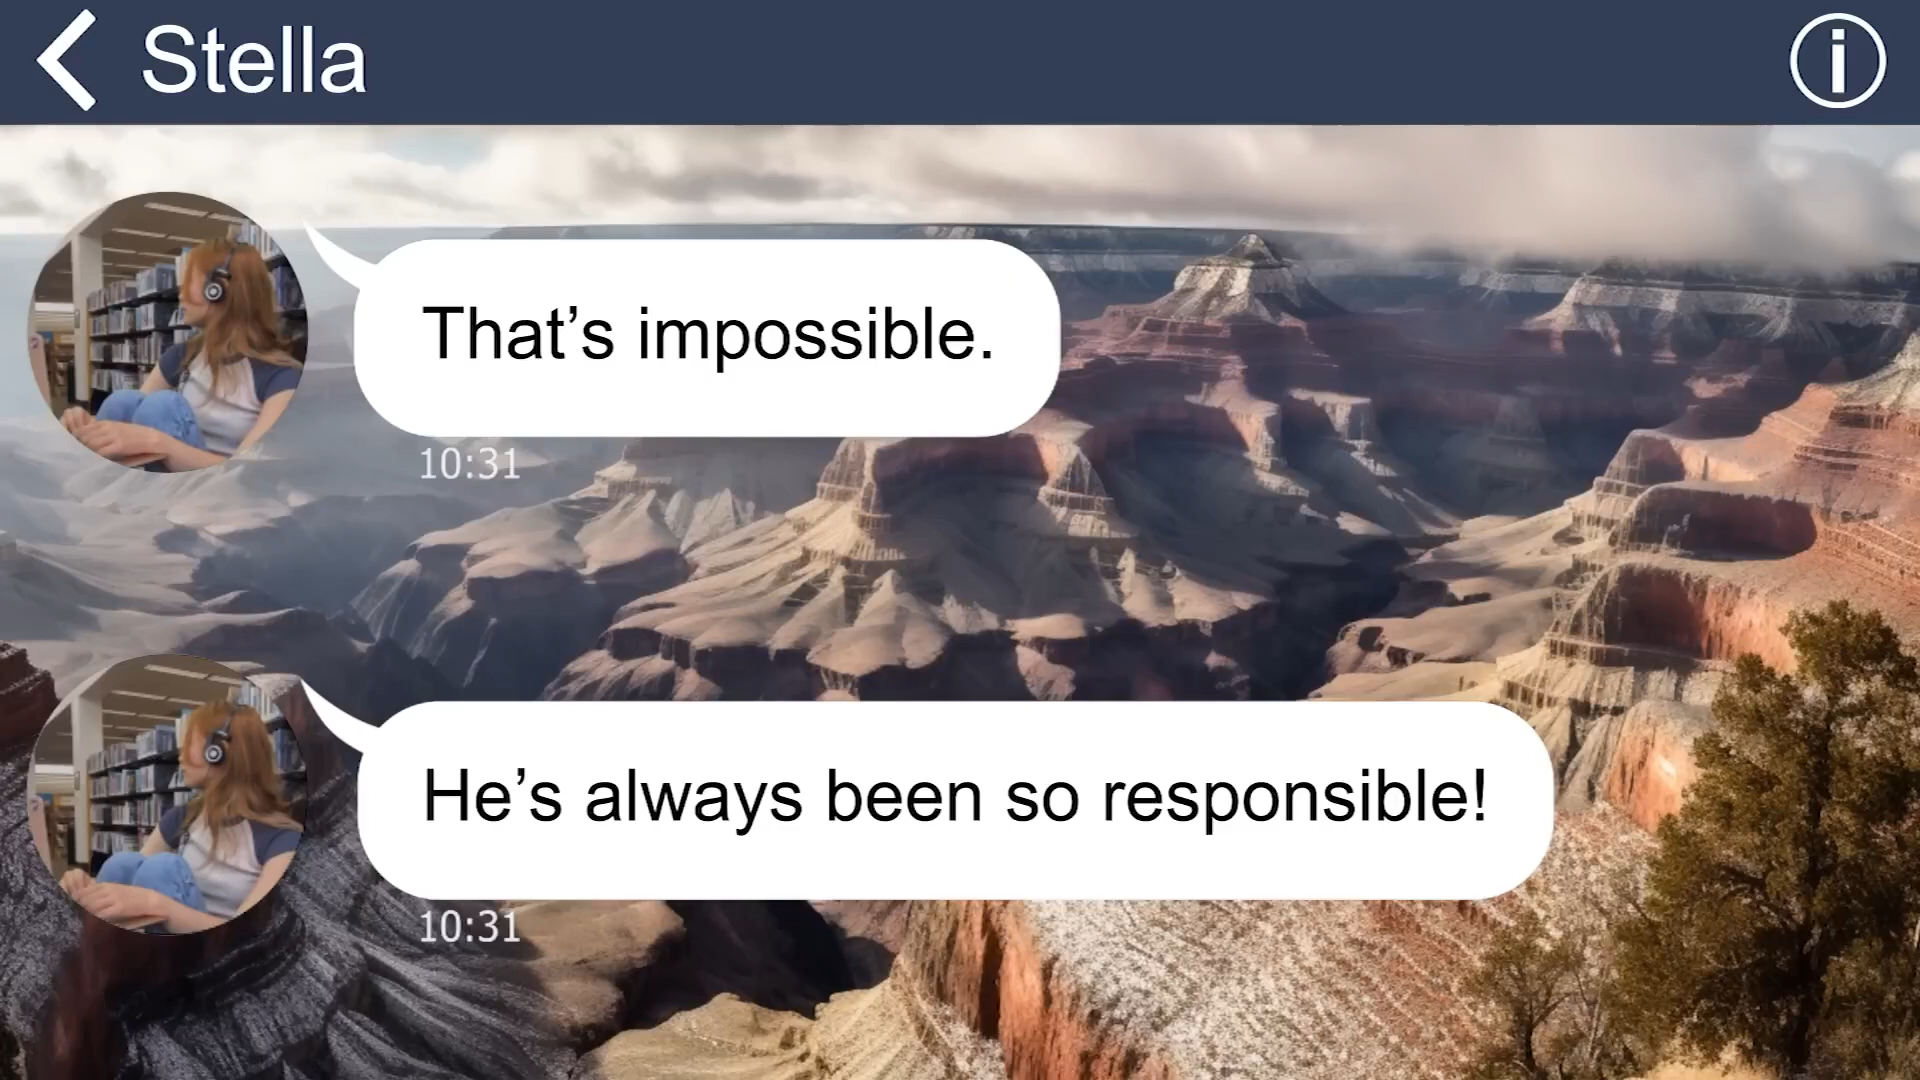 Stella
That’s impossible.
10:31
He’s always been so responsible!
10:31